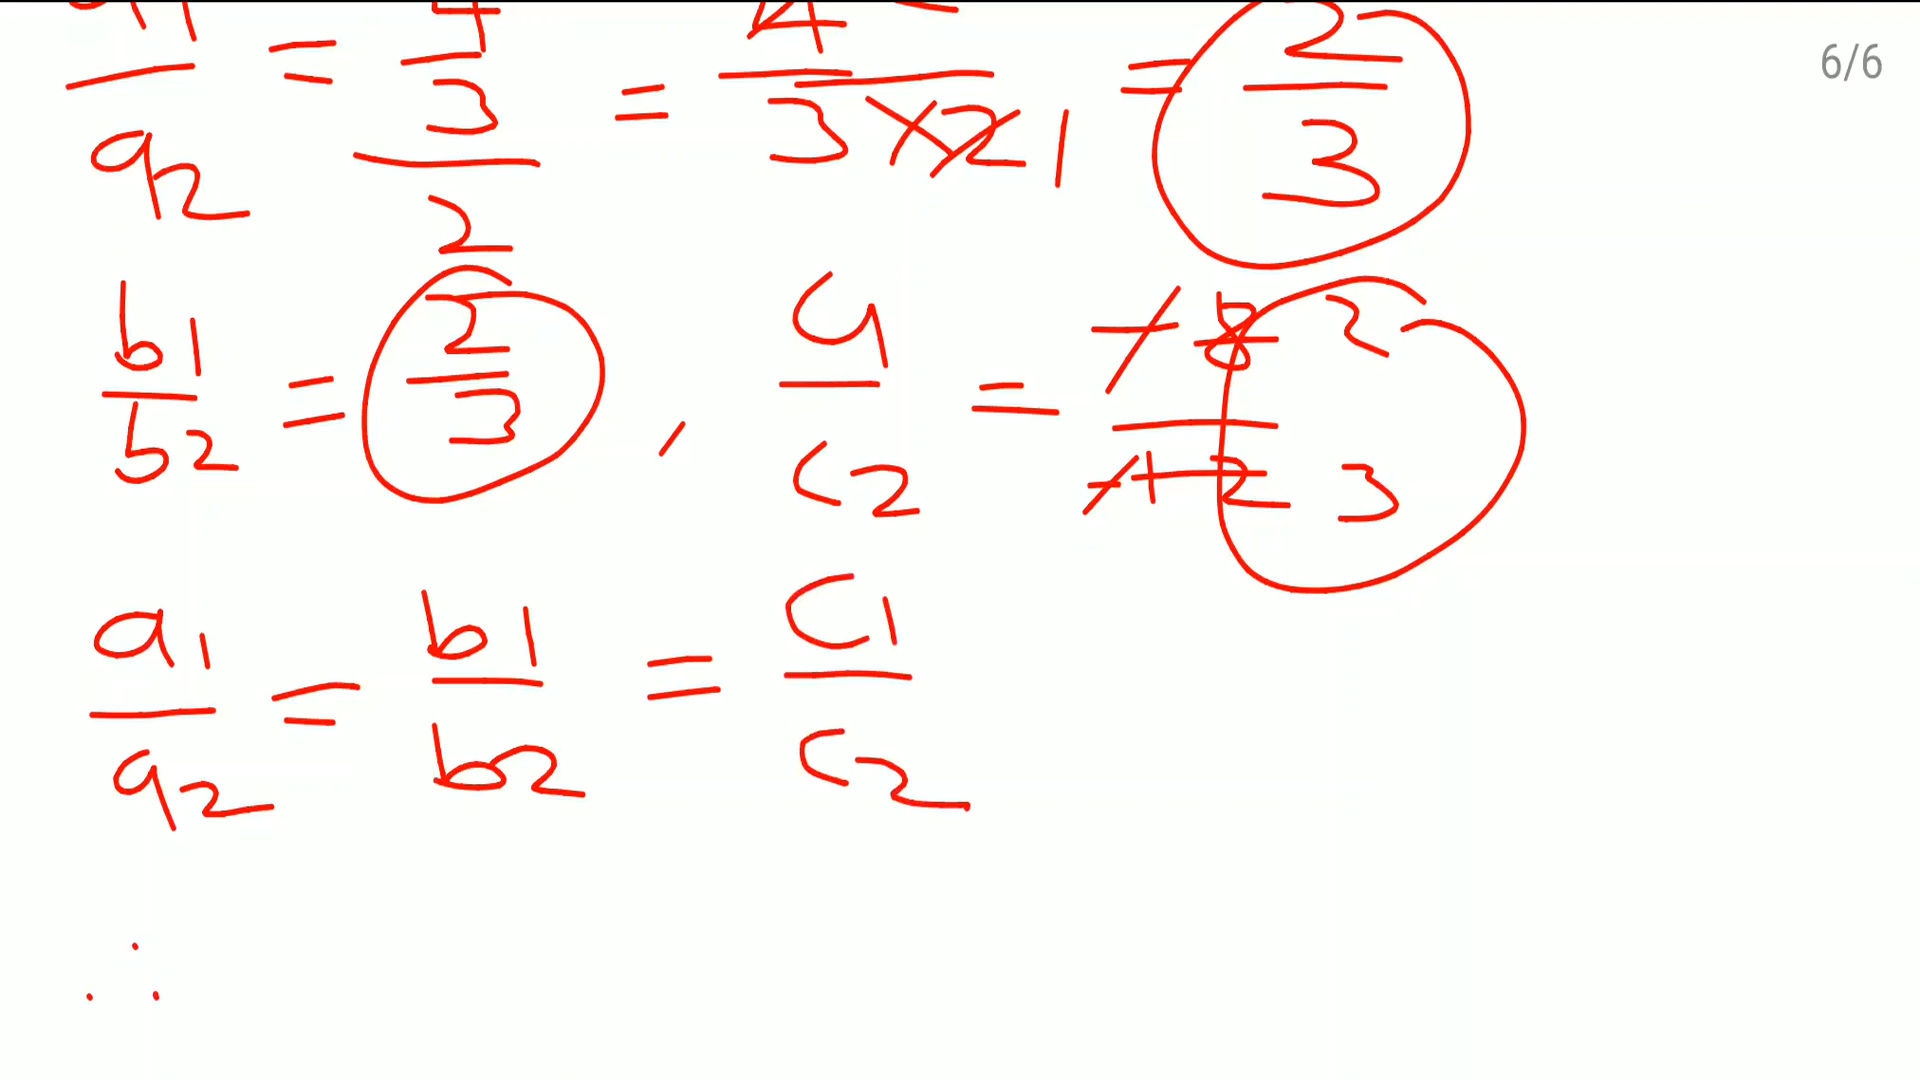 6/6
a1/a2 = 4/3/2 = 4/3×2 1 = 2/3
b1/b2 = 2/3 , c1/c2 = -8/-12 2/3
a1/a2 = b1/b2 = c1/c2
∴